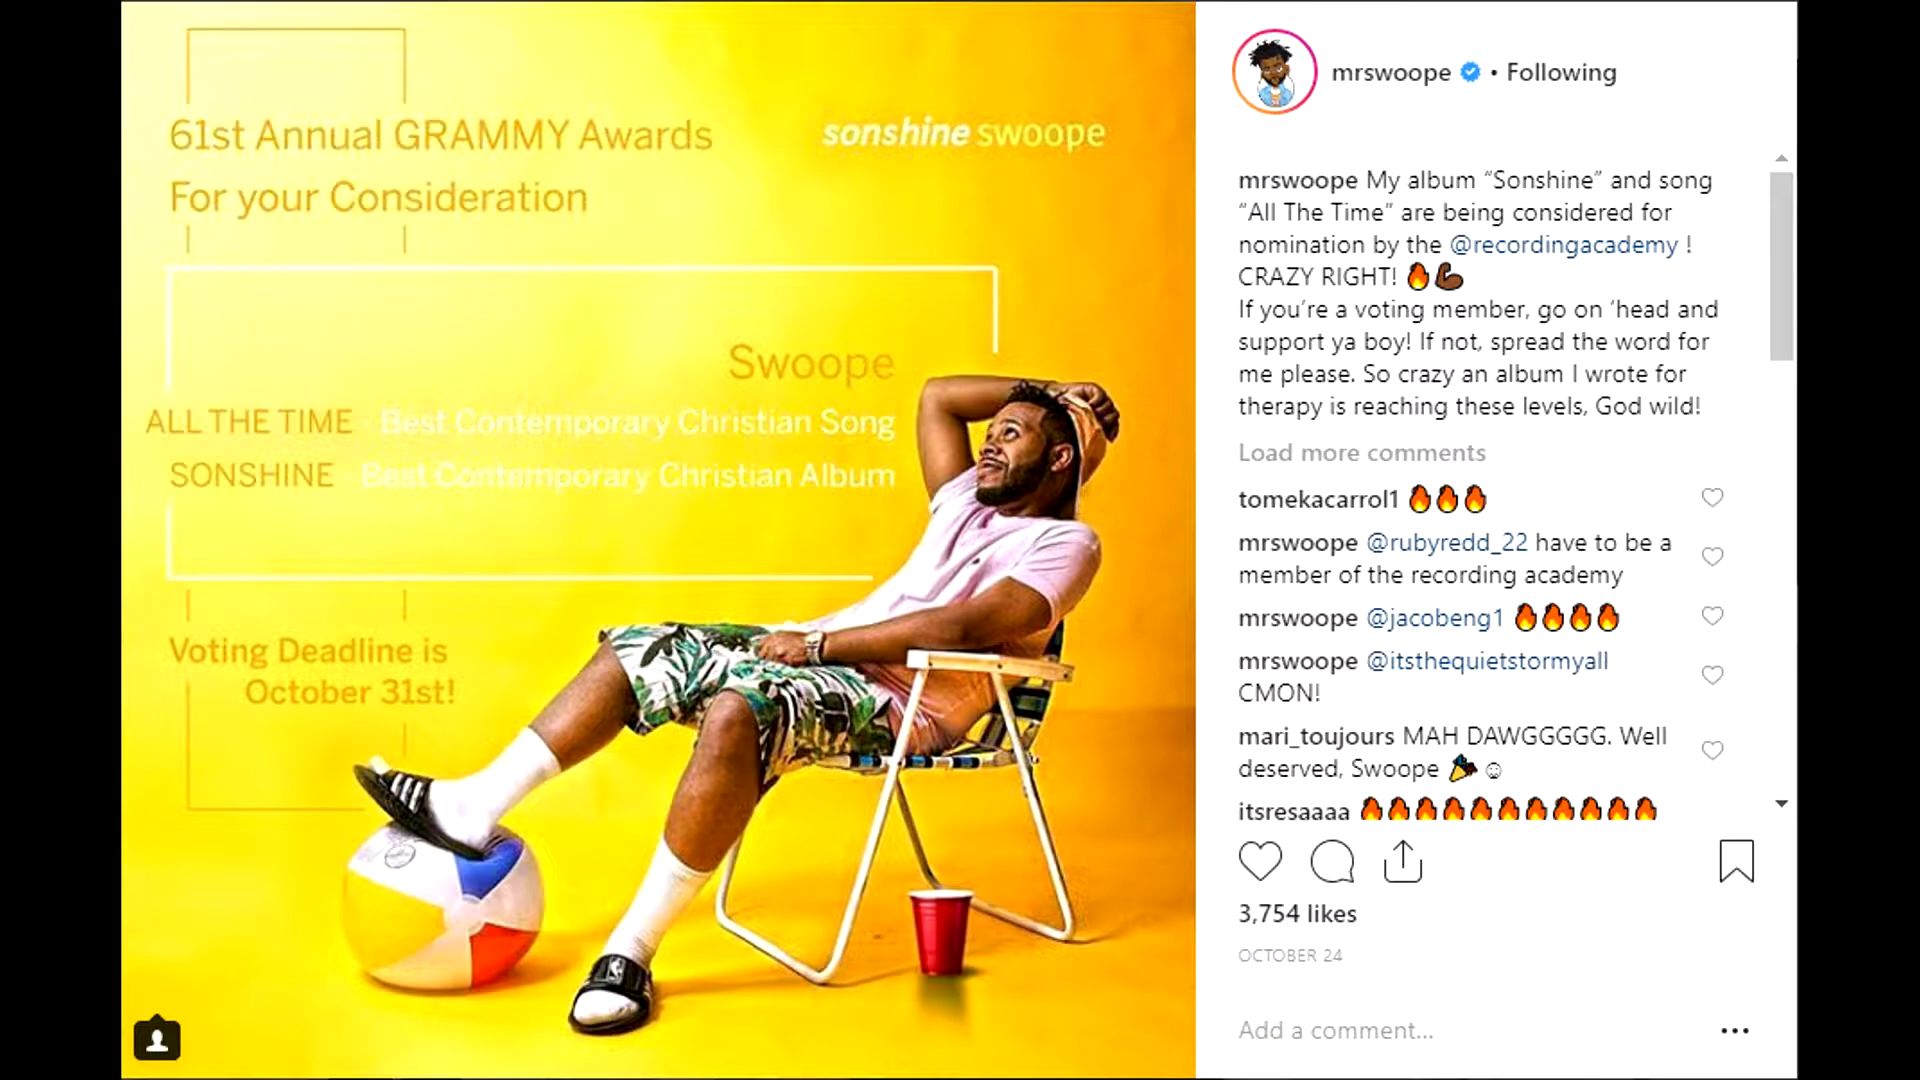 61st Annual GRAMMY Awards
For your Consideration
sonshine swoope
Swoope
ALL THE TIME - Best Contemporary Christian Song
SONSHINE - Best Contemporary Christian Album
Voting Deadline is
October 31st!
mrswoope • Following
mrswoope My album “Sonshine” and song
“All The Time” are being considered for
nomination by the @recordingacademy !
CRAZY RIGHT! 🔥💪🏿
If you’re a voting member, go on ‘head and
support ya boy! If not, spread the word for
me please. So crazy an album I wrote for
therapy is reaching these levels, God wild!
Load more comments
tomekacarrol1 🔥🔥🔥
mrswoope @rubyredd_22 have to be a
member of the recording academy
mrswoope @jacobeng1 🔥🔥🔥🔥
mrswoope @itsthequietstormyall
CMON!
mari_toujours MAH DAWGGGGG. Well
deserved, Swoope 🎉☺
itsresaaaa 🔥🔥🔥🔥🔥🔥🔥🔥🔥🔥🔥
3,754 likes
OCTOBER 24
Add a comment...